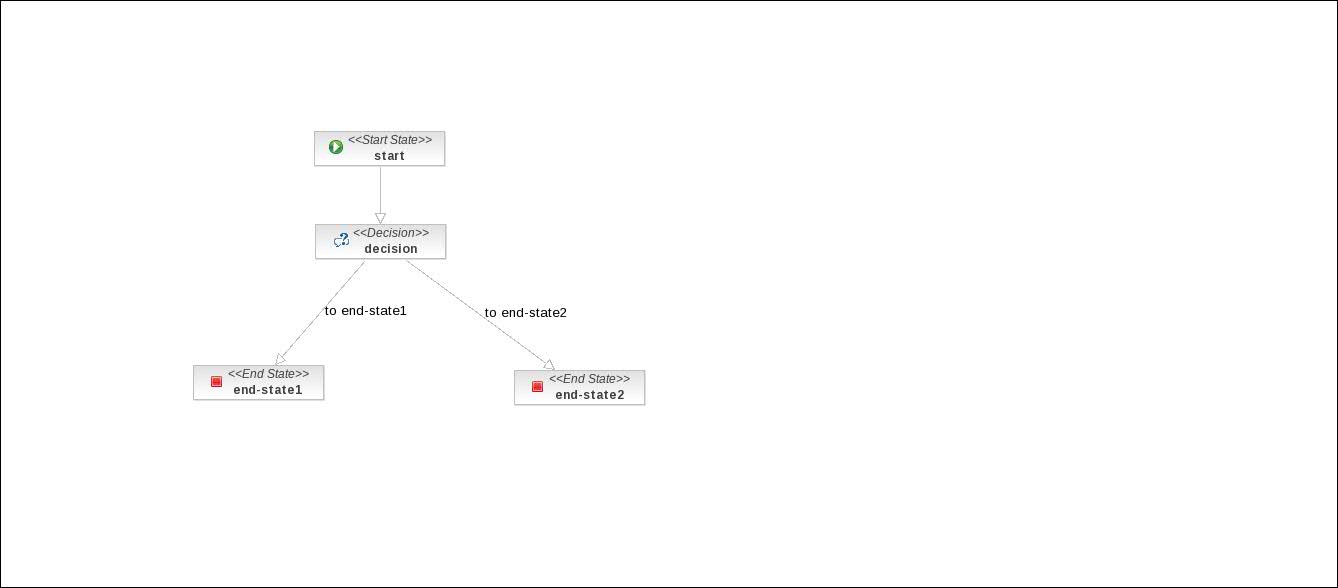 <<Start State>>
start
<<Decision>>
decision
to end-state1
to end-state2
<<End State>>
end-state1
<<End State>>
end-state2